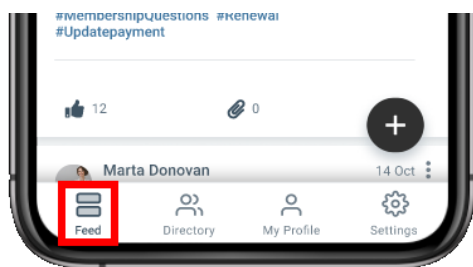 #MembershipQuestions #Renewal
#Updatepayment
12 0
Marta Donovan 14 Oct
Feed Directory My Profile Settings